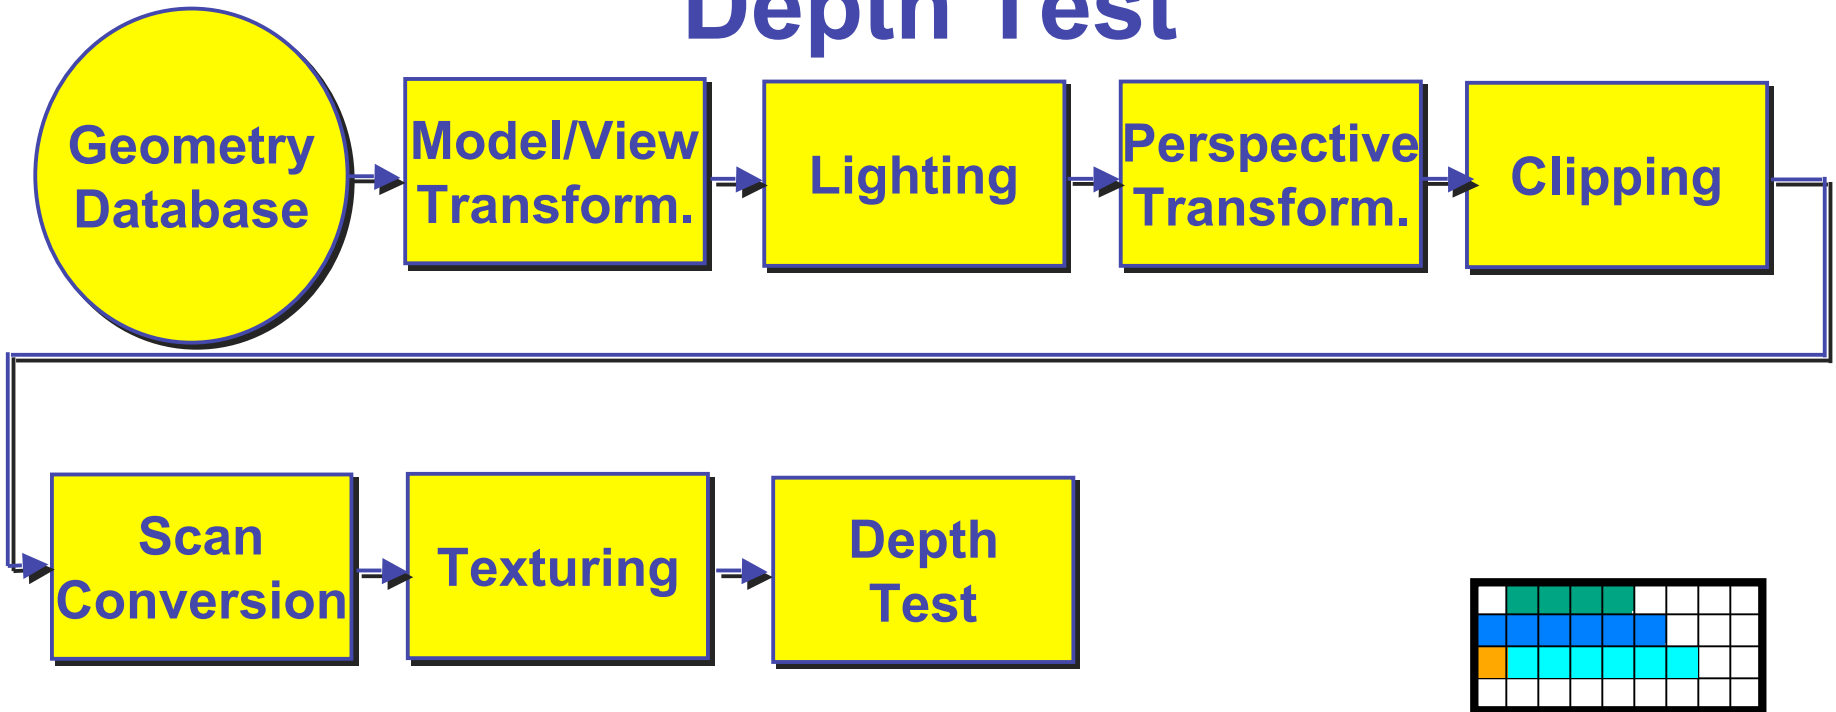 Depth Test
Geometry
Database
Model/View
Transform.
Lighting
Perspective
Transform.
Clipping
Scan
Conversion
Texturing
Depth
Test